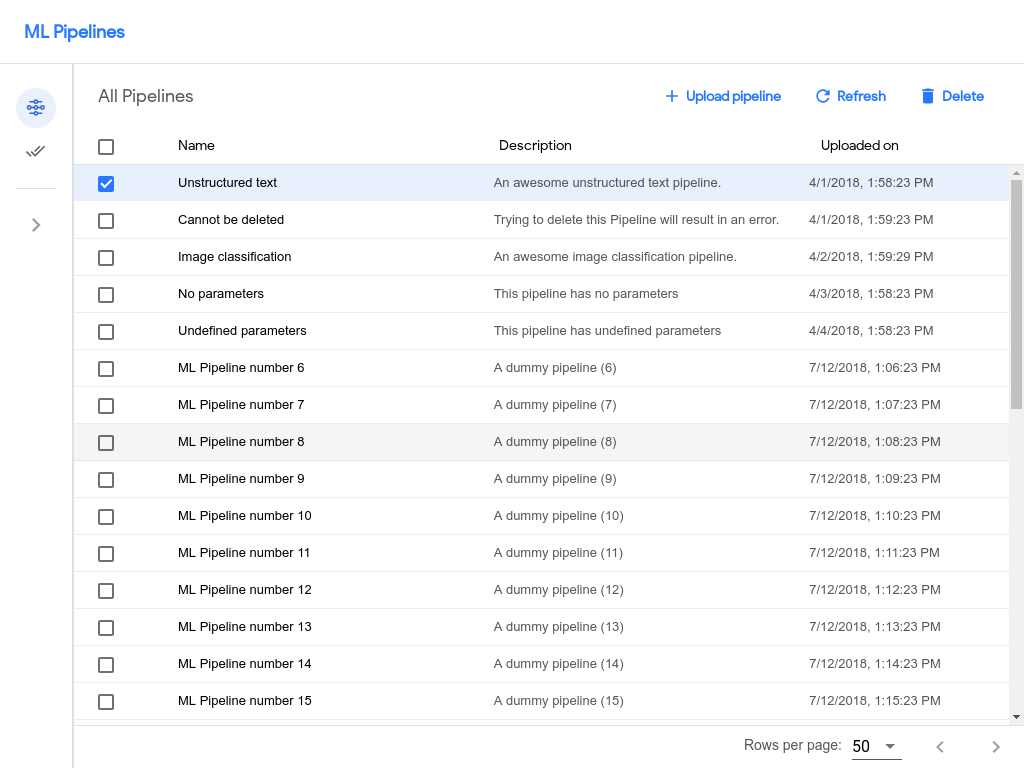 ML Pipelines
All Pipelines Upload pipeline Refresh Delete
Name Description Uploaded on
Unstructured text An awesome unstructured text pipeline. 4/1/2018, 1:58:23 PM
Cannot be deleted Trying to delete this Pipeline will result in an error. 4/1/2018, 1:59:23 PM
Image classification An awesome image classification pipeline. 4/2/2018, 1:59:29 PM
No parameters This pipeline has no parameters 4/3/2018, 1:58:23 PM
Undefined parameters This pipeline has undefined parameters 4/4/2018, 1:58:23 PM
ML Pipeline number 6 A dummy pipeline (6) 7/12/2018, 1:06:23 PM
ML Pipeline number 7 A dummy pipeline (7) 7/12/2018, 1:07:23 PM
ML Pipeline number 8 A dummy pipeline (8) 7/12/2018, 1:08:23 PM
ML Pipeline number 9 A dummy pipeline (9) 7/12/2018, 1:09:23 PM
ML Pipeline number 10 A dummy pipeline (10) 7/12/2018, 1:10:23 PM
ML Pipeline number 11 A dummy pipeline (11) 7/12/2018, 1:11:23 PM
ML Pipeline number 12 A dummy pipeline (12) 7/12/2018, 1:12:23 PM
ML Pipeline number 13 A dummy pipeline (13) 7/12/2018, 1:13:23 PM
ML Pipeline number 14 A dummy pipeline (14) 7/12/2018, 1:14:23 PM
ML Pipeline number 15 A dummy pipeline (15) 7/12/2018, 1:15:23 PM
Rows per page: 50